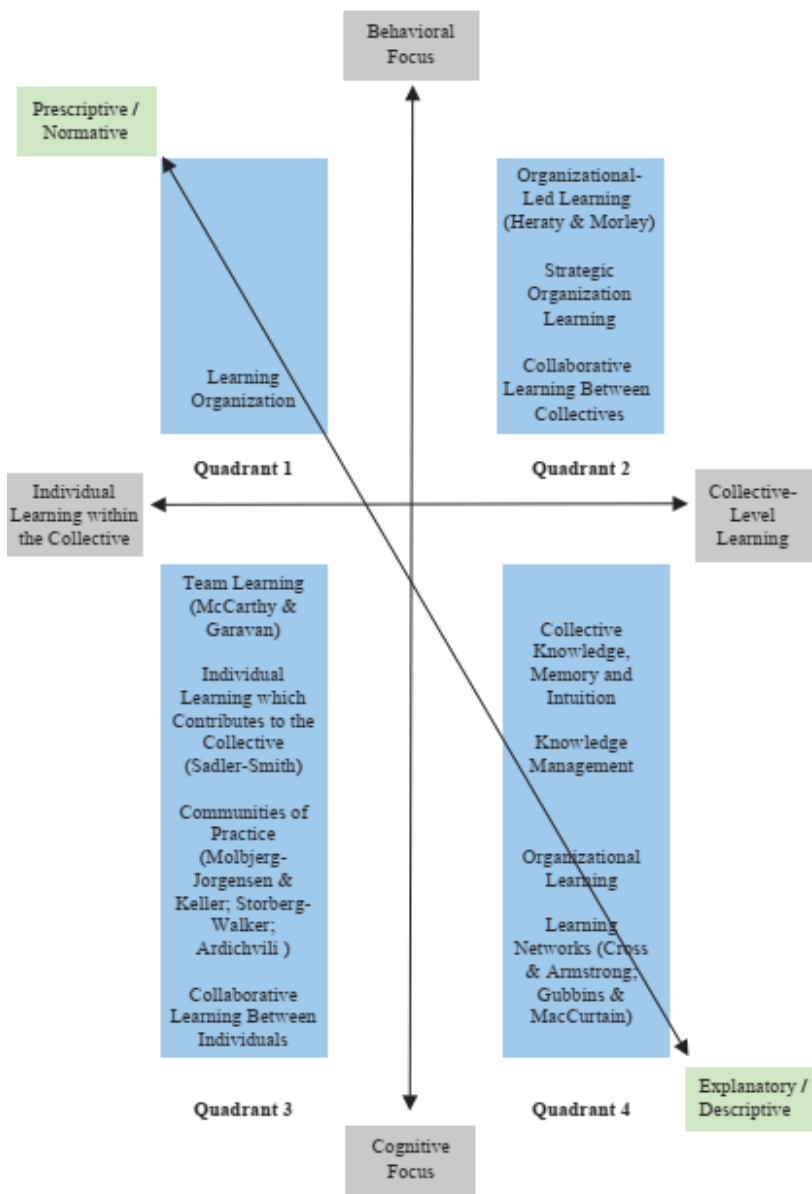 Behavioral
Focus
Prescriptive /
Normative
Learning
Organization
Organizational-
Led Learning
(Heraty & Morley)
Strategic
Organization
Learning
Collaborative
Learning Between
Collectives
Quadrant 1
Quadrant 2
Individual
Learning within
the Collective
Collective-
Level
Learning
Team Learning
(McCarthy &
Garavan)
Individual
Learning which
Contributes to the
Collective
(Sadler-Smith)
Communities of
Practice
(Molbjerg-
Jorgensen &
Keller; Storberg-
Walker;
Ardichvili )
Collaborative
Learning Between
Individuals
Collective
Knowledge,
Memory and
Intuition
Knowledge
Management
Organizational
Learning
Learning
Networks (Cross
& Armstrong;
Gubbins &
MacCurtain)
Quadrant 3
Quadrant 4
Explanatory /
Descriptive
Cognitive
Focus